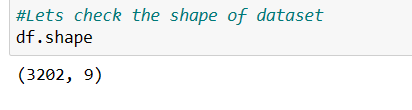 #Lets check the shape of dataset
df.shape
(3202, 9)